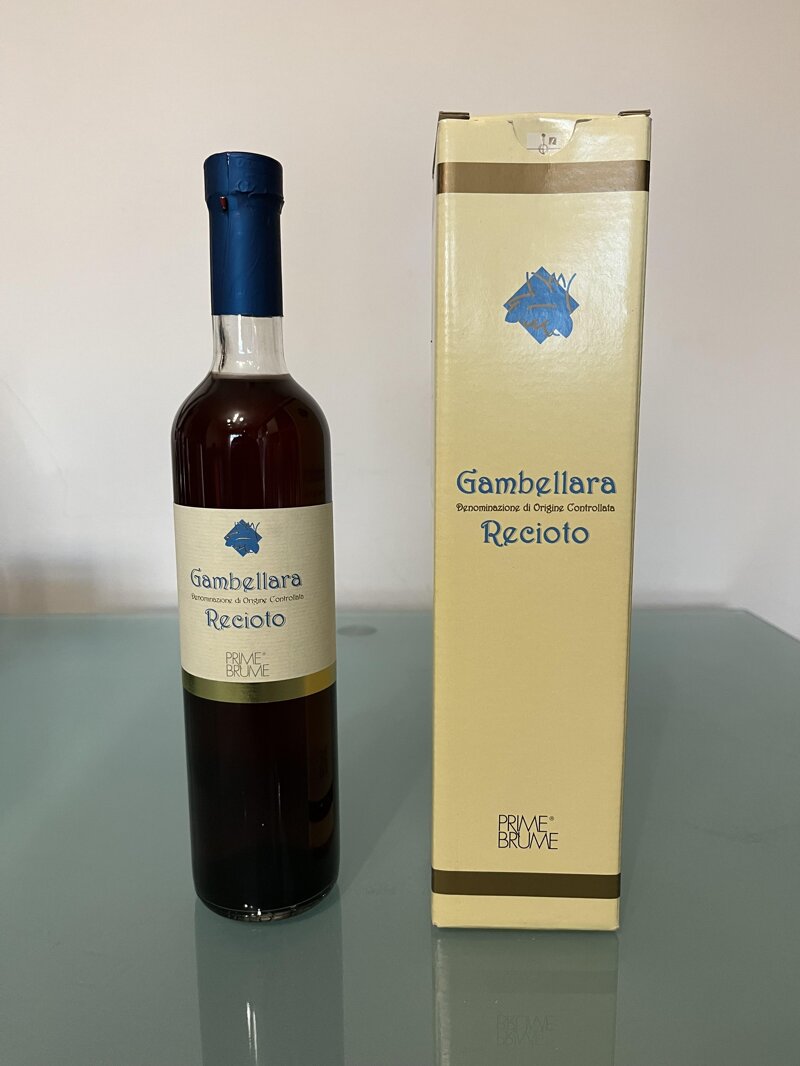 Gambellara
Denominazione di Origine Controllata
Recioto
PRIME®
BRUME
Gambellara
Denominazione di Origine Controllata
Recioto
PRIME®
BRUME